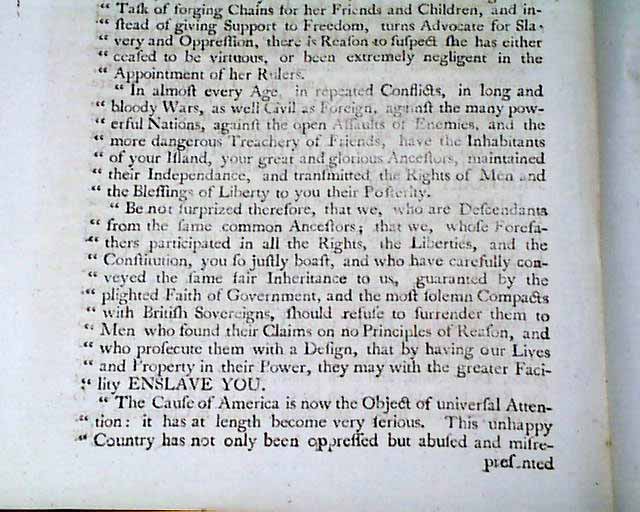 “ Taſk of forging Chains for her Friends and Children, and in-
“ ſtead of giving Support to Freedom, turns Advocate for Sla-
“ very and Oppreſſion, there is Reaſon to ſuſpect ſhe has either
“ ceaſed to be virtuous, or been extremely negligent in the
“ Appointment of her Rulers.
“ In almoſt every Age, in repeated Conflicts, in long and
“ bloody Wars, as well Civil as Foreign, againſt the many pow-
“ erful Nations, againſt the open Aſſaults of Enemies, and the
“ more dangerous Treachery of Friends, have the Inhabitants
“ of your Iſland, your great and glorious Anceſtors, maintained
“ their Independance, and tranſmitted the Rights of Men and
“ the Bleſſings of Liberty to you their Poſterity.
“ Be not ſurprized therefore, that we, who are Deſcendants
“ from the ſame common Anceſtors; that we, whoſe Forefa-
“ thers participated in all the Rights, the Liberties, and the
“ Conſtitution, you ſo juſtly boaſt, and who have carefully con-
“ veyed the ſame fair Inheritance to us, guarantied by the
“ plighted Faith of Government, and the moſt ſolemn Compacts
“ with Britiſh Sovereigns, ſhould refuſe to ſurrender them to
“ Men who found their Claims on no Principles of Reaſon, and
“ who proſecute them with a Deſign, that by having our Lives
“ and Property in their Power, they may with the greater Faci-
“ lity ENSLAVE YOU.
“ The Cauſe of America is now the Object of univerſal Atten-
“ tion: it has at length become very ſerious. This unhappy
“ Country has not only been oppreſſed but abuſed and miſre-
preſented